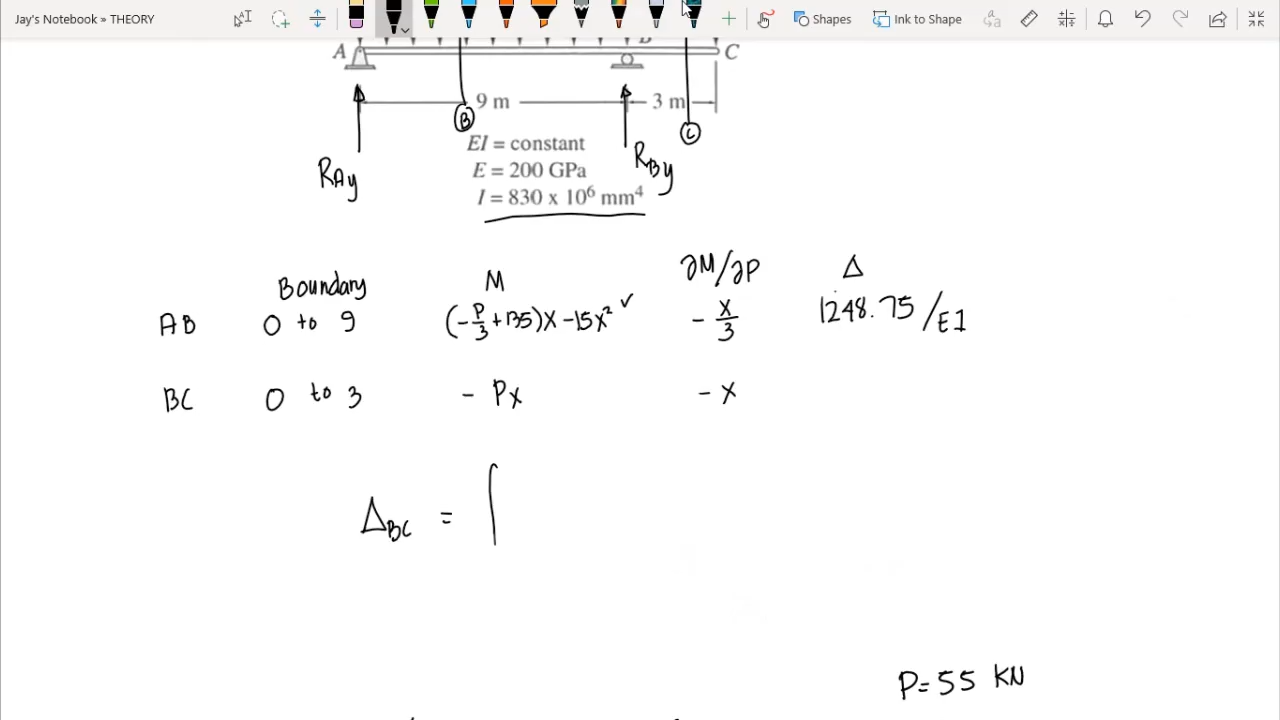 Jay's Notebook » THEORY
Shapes
Ink to Shape
A
C
9 m
3 m
B
C
RAy
RBy
EI = constant
E = 200 GPa
I = 830 x 10⁶ mm⁴
Boundary M ∂M/∂P Δ
AB 0 to 9 (-P/3+135)x-15x² ✓ - x/3 1248.75/EI
BC 0 to 3 - Px - x
ΔBC = ∫
P=55 KN